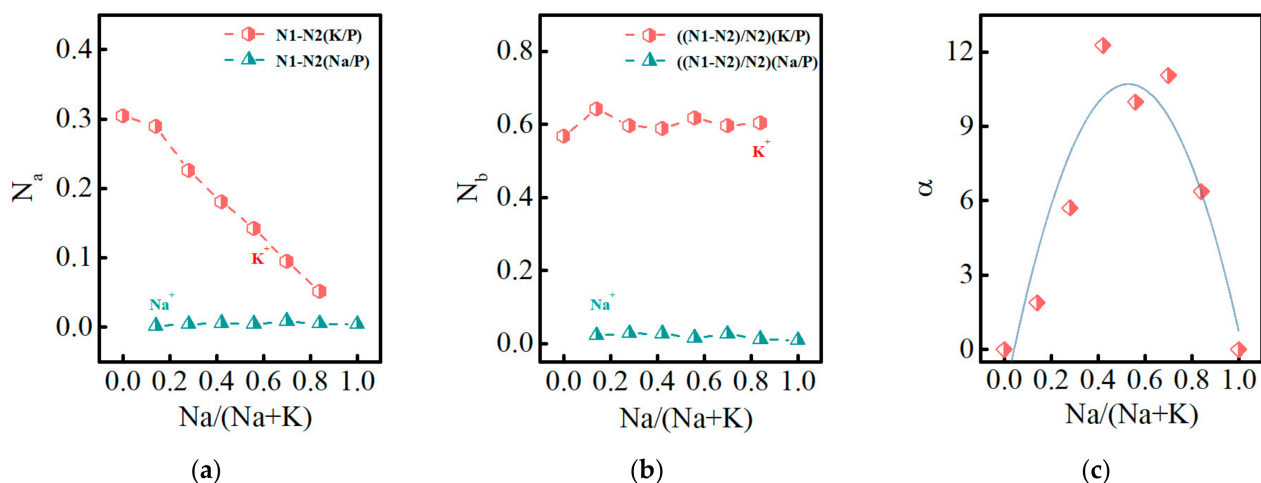 N1-N2(K/P)
N1-N2(Na/P)
0.4
0.3
0.2
0.1
0.0
N_a
K+
Na+
0.0 0.2 0.4 0.6 0.8 1.0
Na/(Na+K)
(a)
((N1-N2)/N2)(K/P)
((N1-N2)/N2)(Na/P)
0.8
0.6
0.4
0.2
0.0
N_b
K+
Na+
0.0 0.2 0.4 0.6 0.8 1.0
Na/(Na+K)
(b)
12
9
6
3
0
α
0.0 0.2 0.4 0.6 0.8 1.0
Na/(Na+K)
(c)